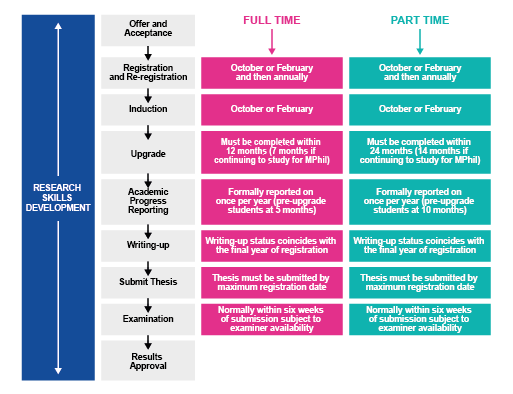 FULL TIME
PART TIME
Offer and
Acceptance
Registration
and Re-registration
October or February
and then annually
October or February
and then annually
Induction
October or February
October or February
Upgrade
Must be completed within
12 months (7 months if
continuing to study for MPhil)
Must be completed within
24 months (14 months if
continuing to study for MPhil)
RESEARCH
SKILLS
DEVELOPMENT
Academic
Progress
Reporting
Formally reported on
once per year (pre-upgrade
students at 5 months)
Formally reported on
once per year (pre-upgrade
students at 10 months)
Writing-up
Writing-up status coincides with
the final year of registration
Writing-up status coincides with
the final year of registration
Submit Thesis
Thesis must be submitted by
maximum registration date
Thesis must be submitted by
maximum registration date
Examination
Normally within six weeks
of submission subject to
examiner availability
Normally within six weeks
of submission subject to
examiner availability
Results
Approval